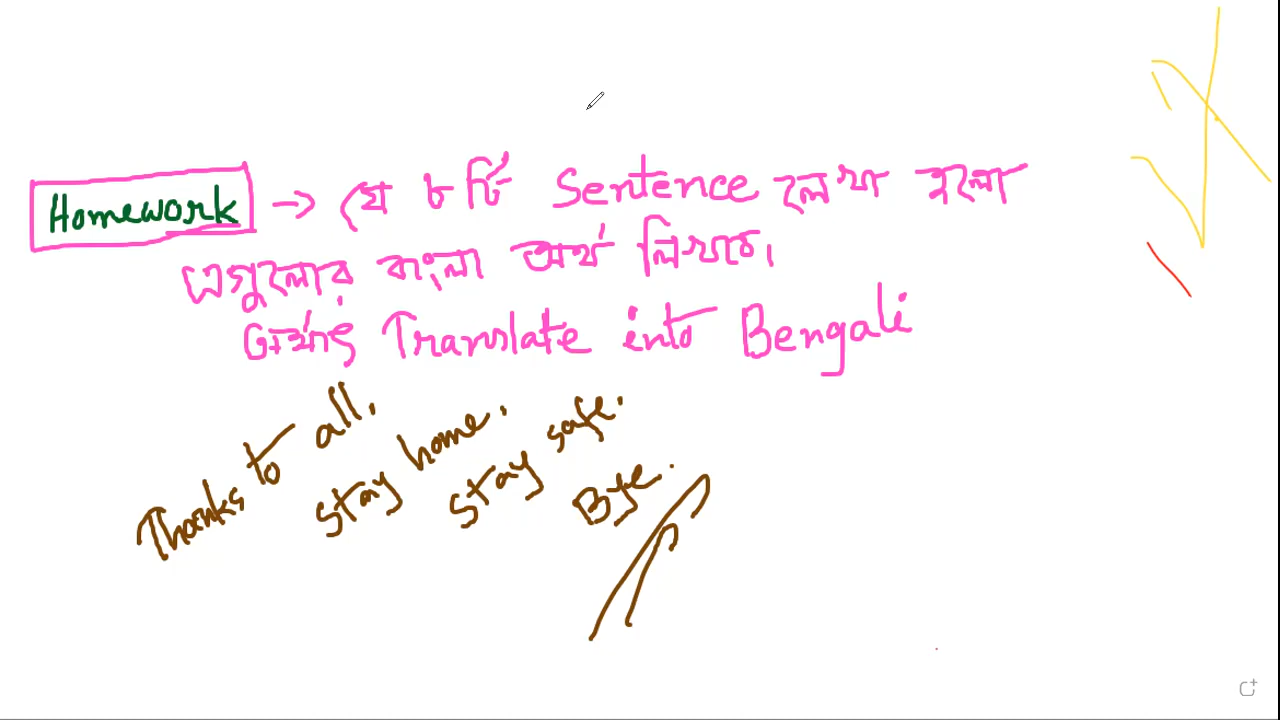 Homework → যে ৮টি Sentence লেখা হলো
এগুলোর বাংলা অর্থ লিখবে।
অর্থাৎ Translate into Bengali
Thanks to all.
Stay home.
Stay safe.
Bye.